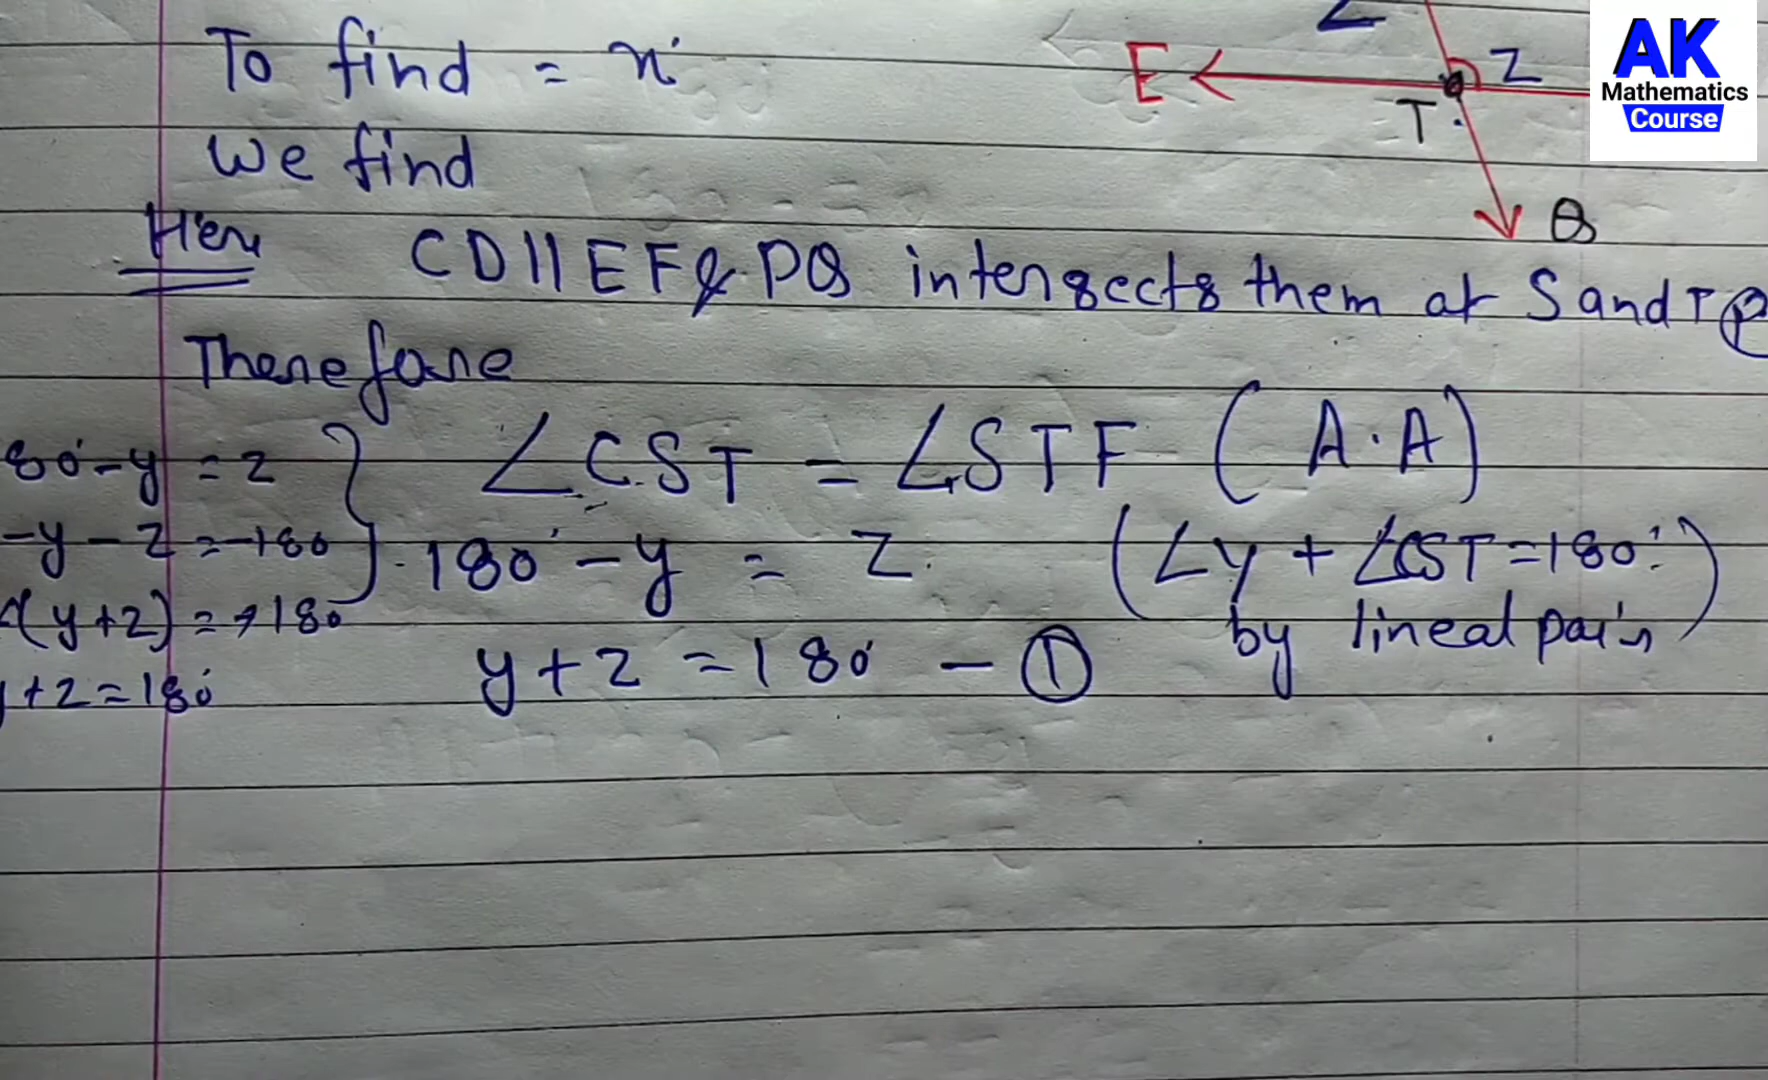 To find = x°
We find
Here CD || EF & PQ intersects them at S and T P
Therefore
∠CST = ∠STF (A.A)
180° - y = z (∠y + ∠CST = 180°)
by lineal pair
y + z = 180° - ①
80° - y = z
-y - z = -180
(y + z) = +180
+ z = 180°
∠
E
Z
T
Q
AK
Mathematics
Course